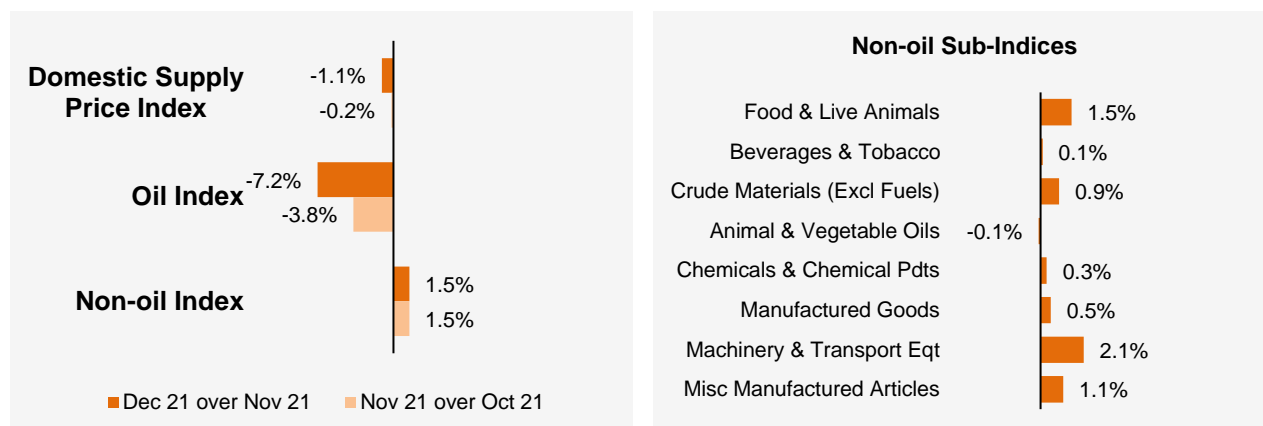 Domestic Supply
Price Index
-1.1%
-0.2%
Oil Index
-7.2%
-3.8%
Non-oil Index
1.5%
1.5%
Dec 21 over Nov 21
Nov 21 over Oct 21
Non-oil Sub-Indices
Food & Live Animals 1.5%
Beverages & Tobacco 0.1%
Crude Materials (Excl Fuels) 0.9%
Animal & Vegetable Oils -0.1%
Chemicals & Chemical Pdts 0.3%
Manufactured Goods 0.5%
Machinery & Transport Eqt 2.1%
Misc Manufactured Articles 1.1%